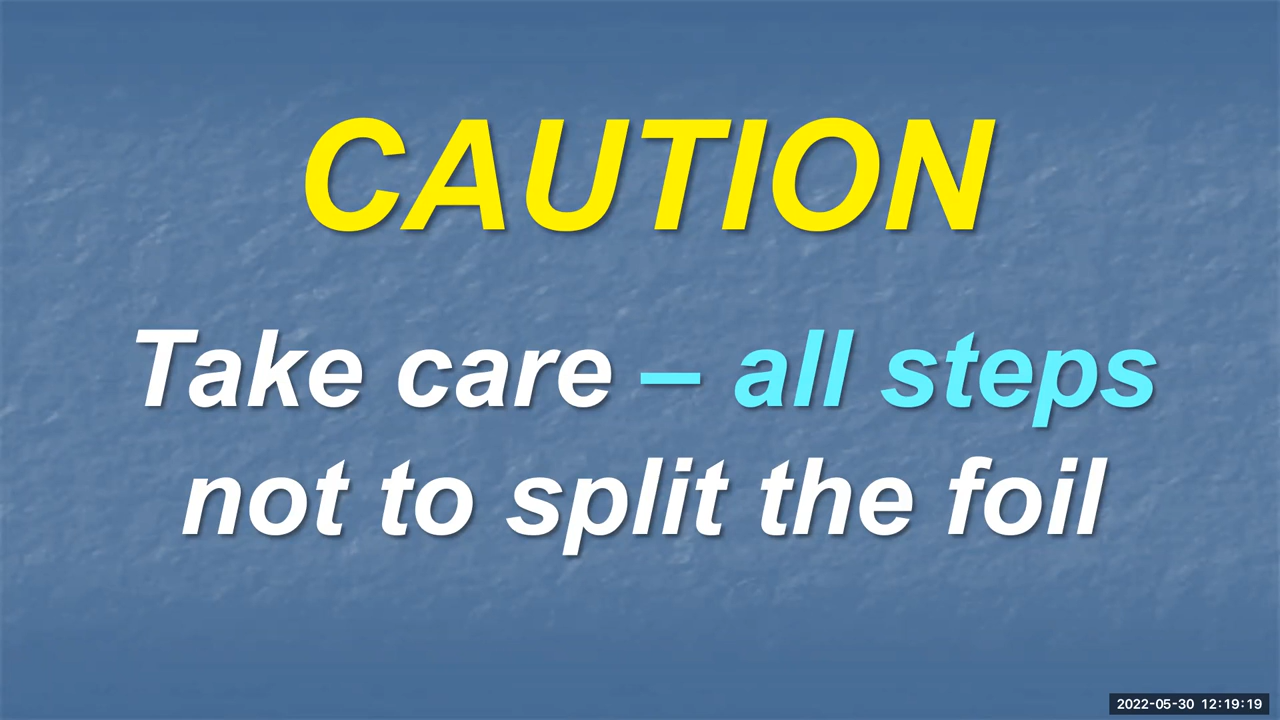 CAUTION
Take care – all steps
not to split the foil
2022-05-30 12:19:19